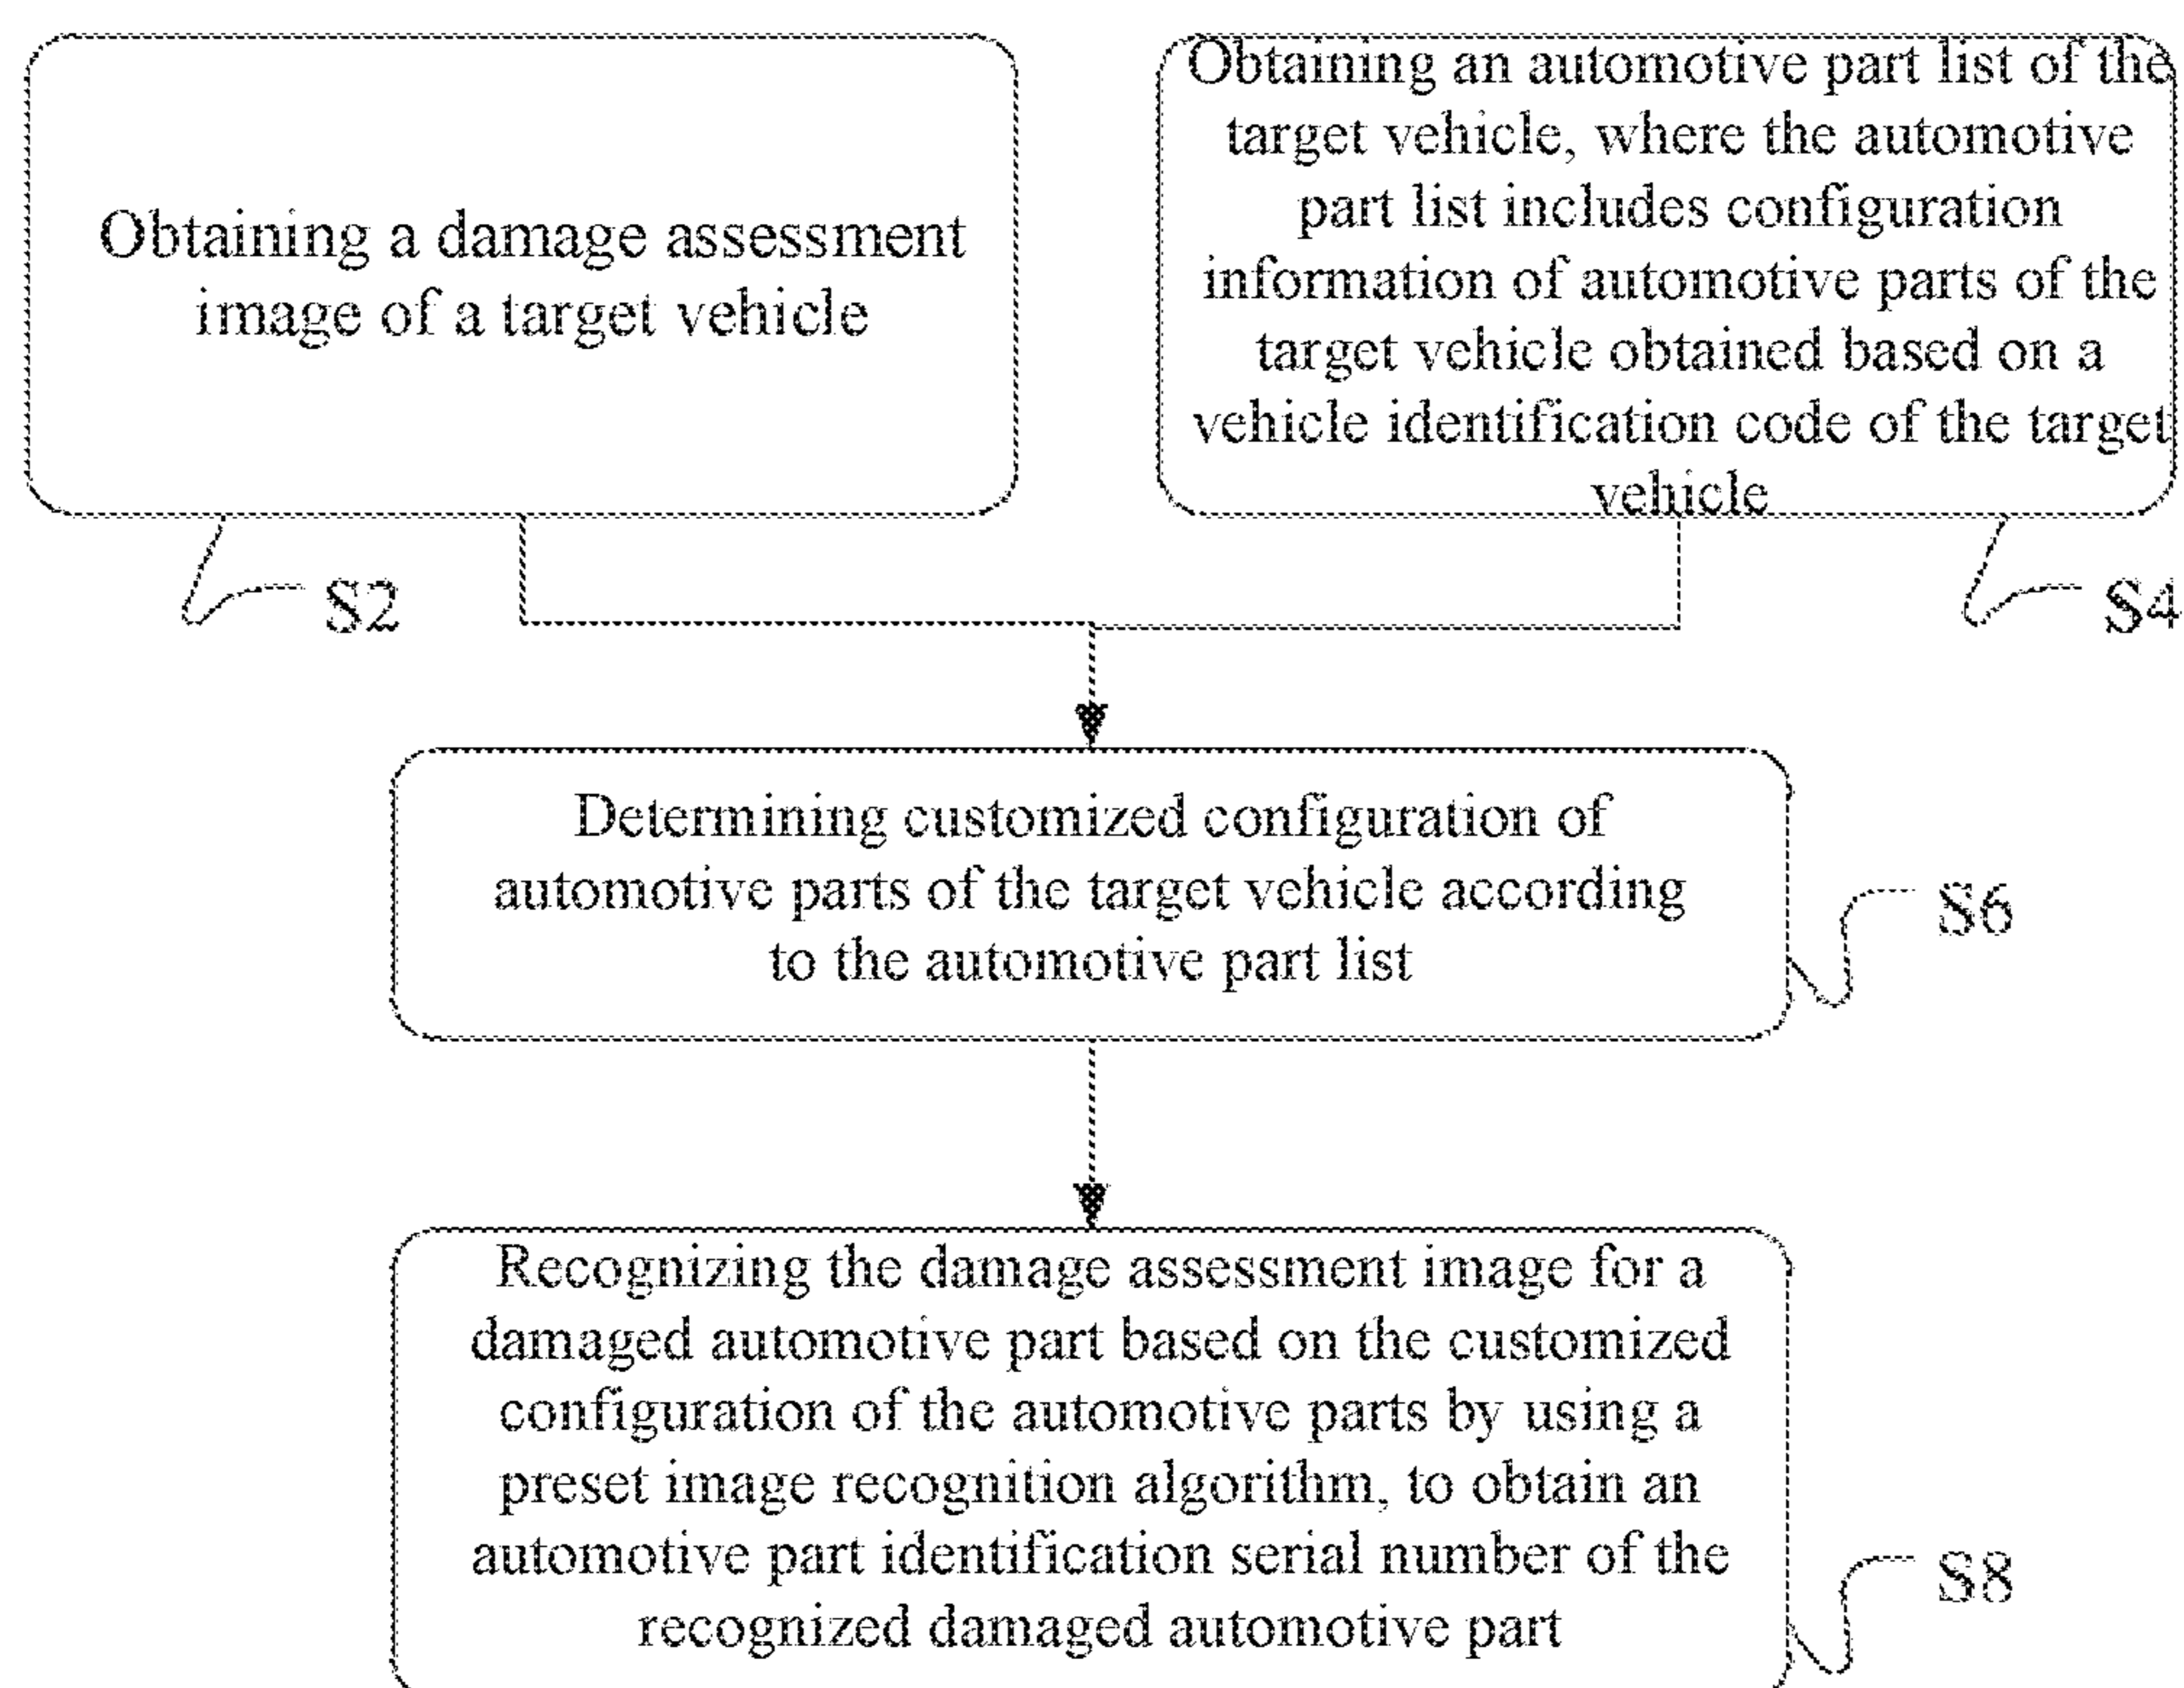 Obtaining a damage assessment
image of a target vehicle
S2
Obtaining an automotive part list of the
target vehicle, where the automotive
part list includes configuration
information of automotive parts of the
target vehicle obtained based on a
vehicle identification code of the target
vehicle
S4
Determining customized configuration of
automotive parts of the target vehicle according
to the automotive part list
S6
Recognizing the damage assessment image for a
damaged automotive part based on the customized
configuration of the automotive parts by using a
preset image recognition algorithm, to obtain an
automotive part identification serial number of the
recognized damaged automotive part
S8